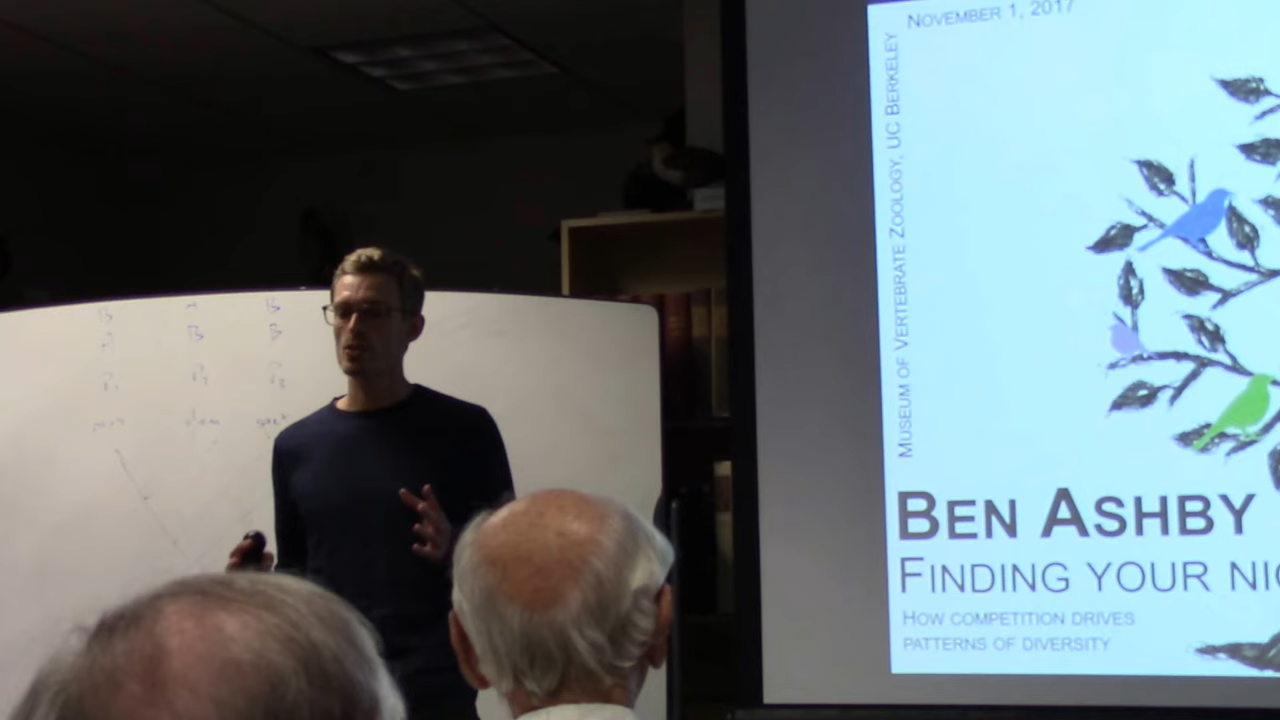 NOVEMBER 1, 2017
MUSEUM OF VERTEBRATE ZOOLOGY, UC BERKELEY
BEN ASHBY
FINDING YOUR NIC
HOW COMPETITION DRIVES
PATTERNS OF DIVERSITY